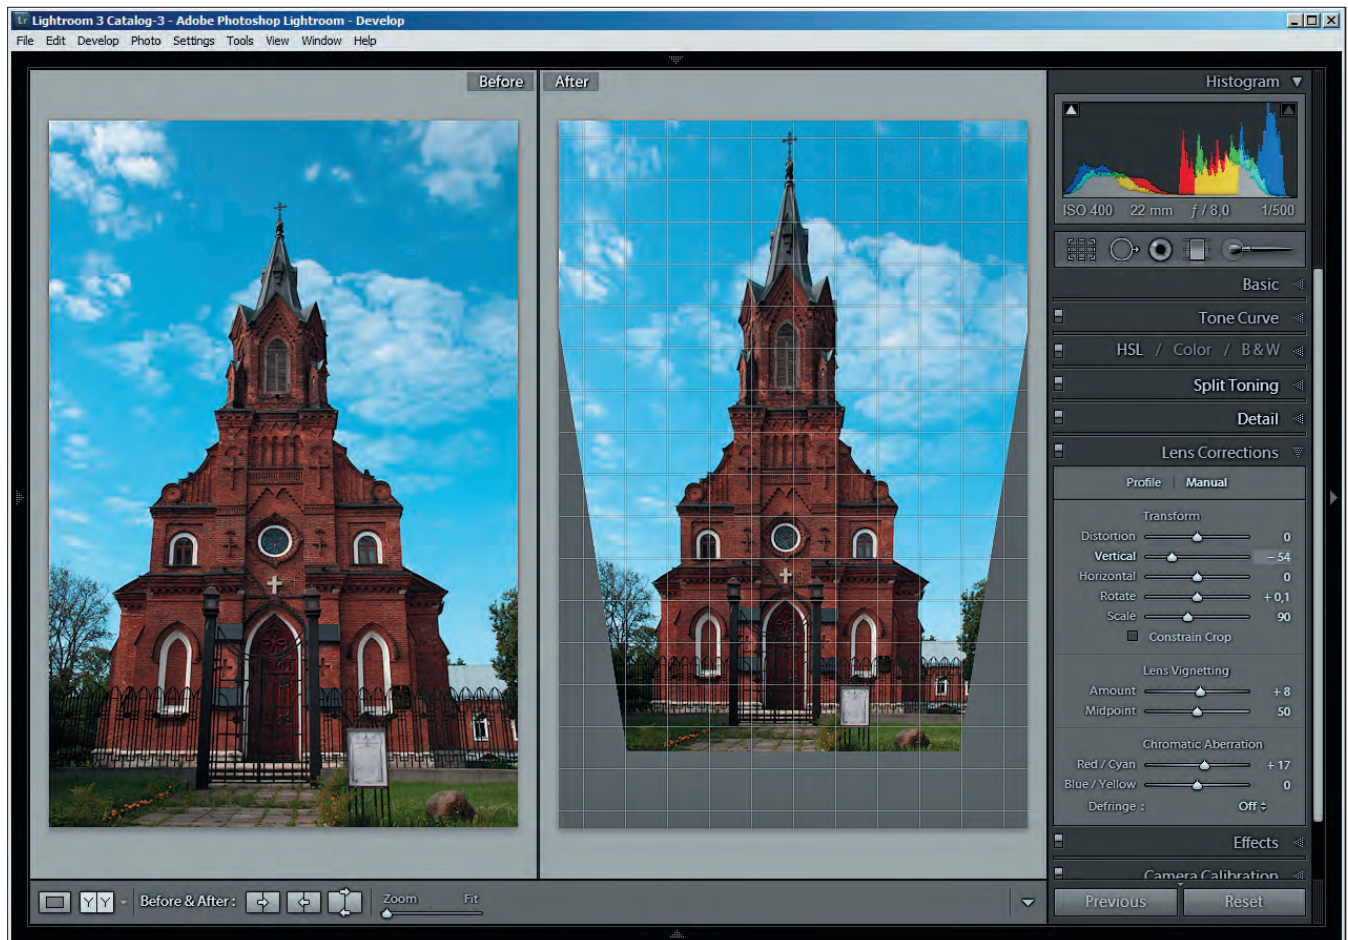 Lr Lightroom 3 Catalog-3 - Adobe Photoshop Lightroom - Develop
File Edit Develop Photo Settings Tools View Window Help
Before
After
Histogram
ISO 400 22 mm ƒ / 8,0 1/500
Basic
Tone Curve
HSL / Color / B & W
Split Toning
Detail
Lens Corrections
Profile | Manual
Transform
Distortion 0
Vertical – 54
Horizontal 0
Rotate + 0,1
Scale 90
Constrain Crop
Lens Vignetting
Amount + 8
Midpoint 50
Chromatic Aberration
Red / Cyan + 17
Blue / Yellow 0
Defringe : Off
Effects
Camera Calibration
Y Y Before & After : Zoom Fit
Previous Reset